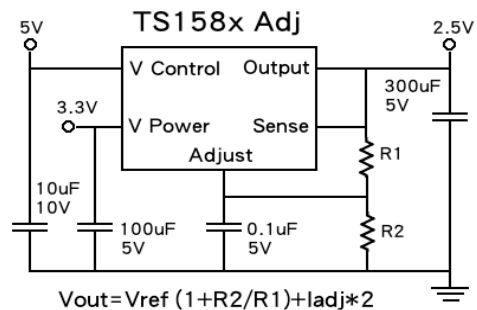 TS158x Adj
5V
2.5V
V Control
Output
300uF
5V
3.3V
V Power
Sense
Adjust
R1
10uF
10V
100uF
5V
0.1uF
5V
R2
Vout=Vref (1+R2/R1)+Iadj*2